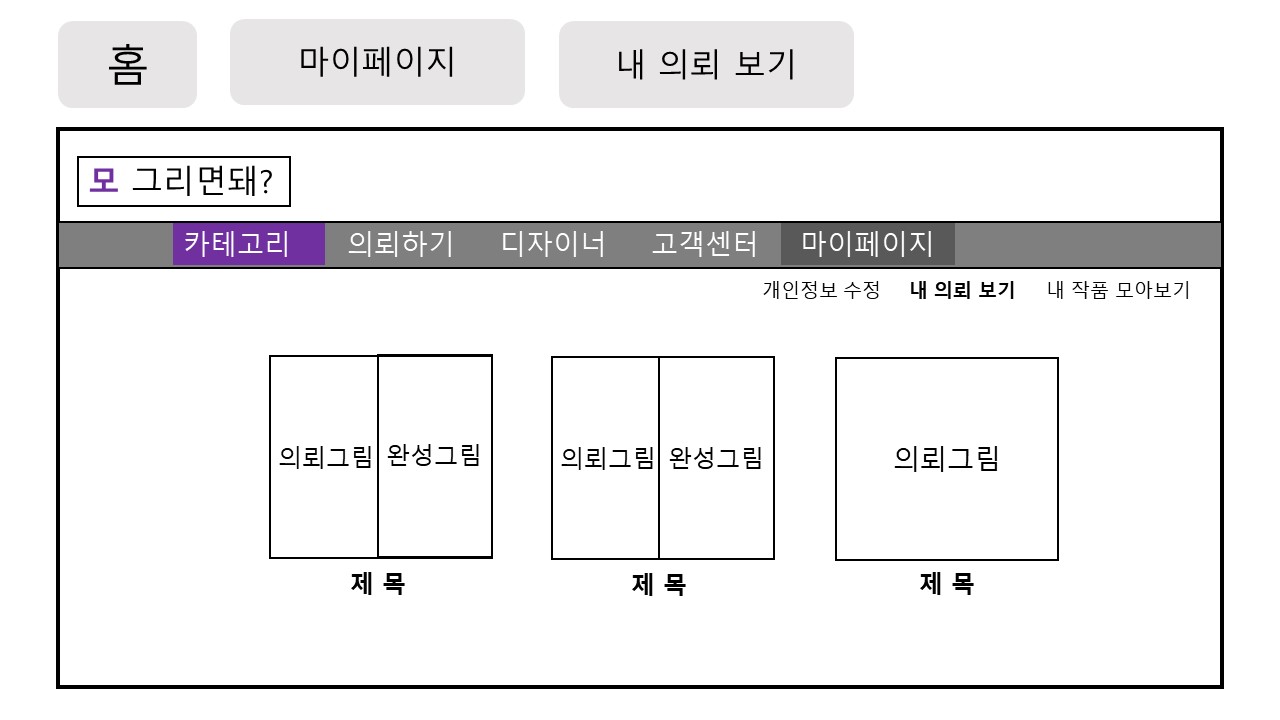 홈 마이페이지 내 의뢰 보기
모 그리면돼?
카테고리 의뢰하기 디자이너 고객센터 마이페이지
개인정보 수정 내 의뢰 보기 내 작품 모아보기
의뢰그림 완성그림 의뢰그림 완성그림 의뢰그림
제 목 제 목 제 목